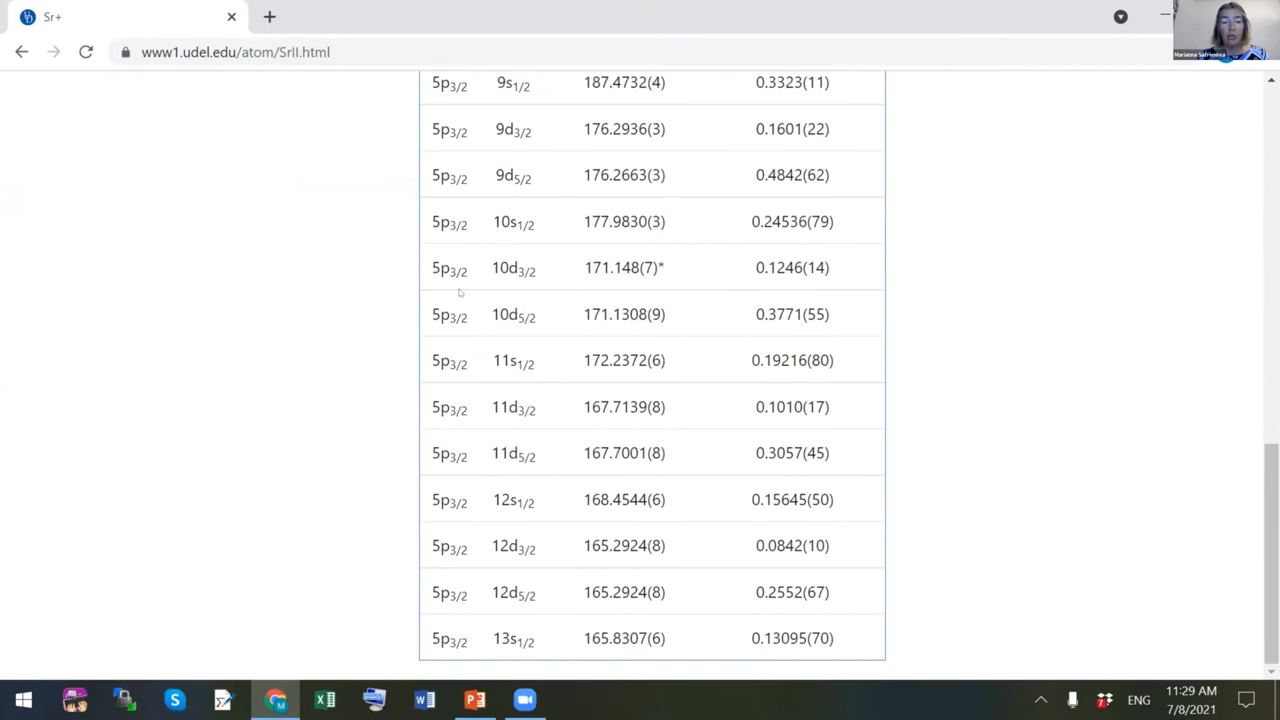 Sr+
www1.udel.edu/atom/SrII.html
Marianna Safronova
5p3/2 9s1/2 187.4732(4) 0.3323(11)
5p3/2 9d3/2 176.2936(3) 0.1601(22)
5p3/2 9d5/2 176.2663(3) 0.4842(62)
5p3/2 10s1/2 177.9830(3) 0.24536(79)
5p3/2 10d3/2 171.148(7)* 0.1246(14)
5p3/2 10d5/2 171.1308(9) 0.3771(55)
5p3/2 11s1/2 172.2372(6) 0.19216(80)
5p3/2 11d3/2 167.7139(8) 0.1010(17)
5p3/2 11d5/2 167.7001(8) 0.3057(45)
5p3/2 12s1/2 168.4544(6) 0.15645(50)
5p3/2 12d3/2 165.2924(8) 0.0842(10)
5p3/2 12d5/2 165.2924(8) 0.2552(67)
5p3/2 13s1/2 165.8307(6) 0.13095(70)
ENG
11:29 AM
7/8/2021